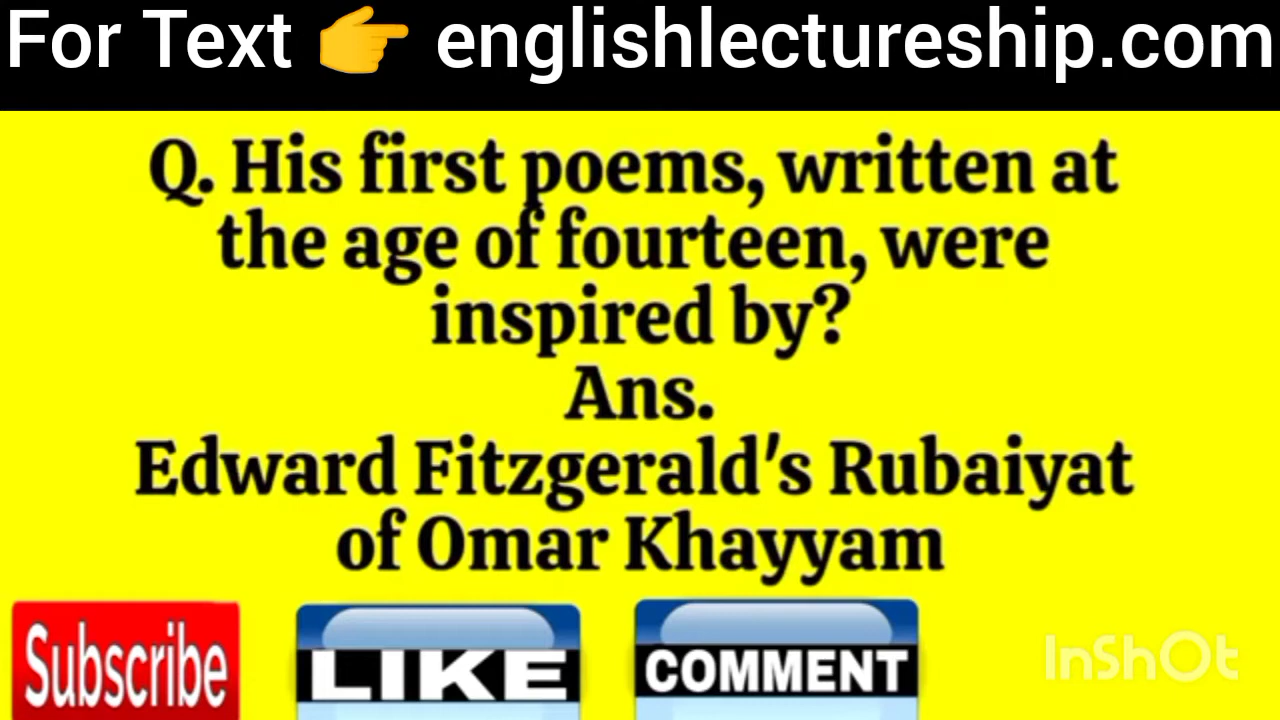 For Text 👉 englishlectureship.com
Q. His first poems, written at
the age of fourteen, were
inspired by?
Ans.
Edward Fitzgerald's Rubaiyat
of Omar Khayyam
Subscribe
LIKE
COMMENT
InShOt